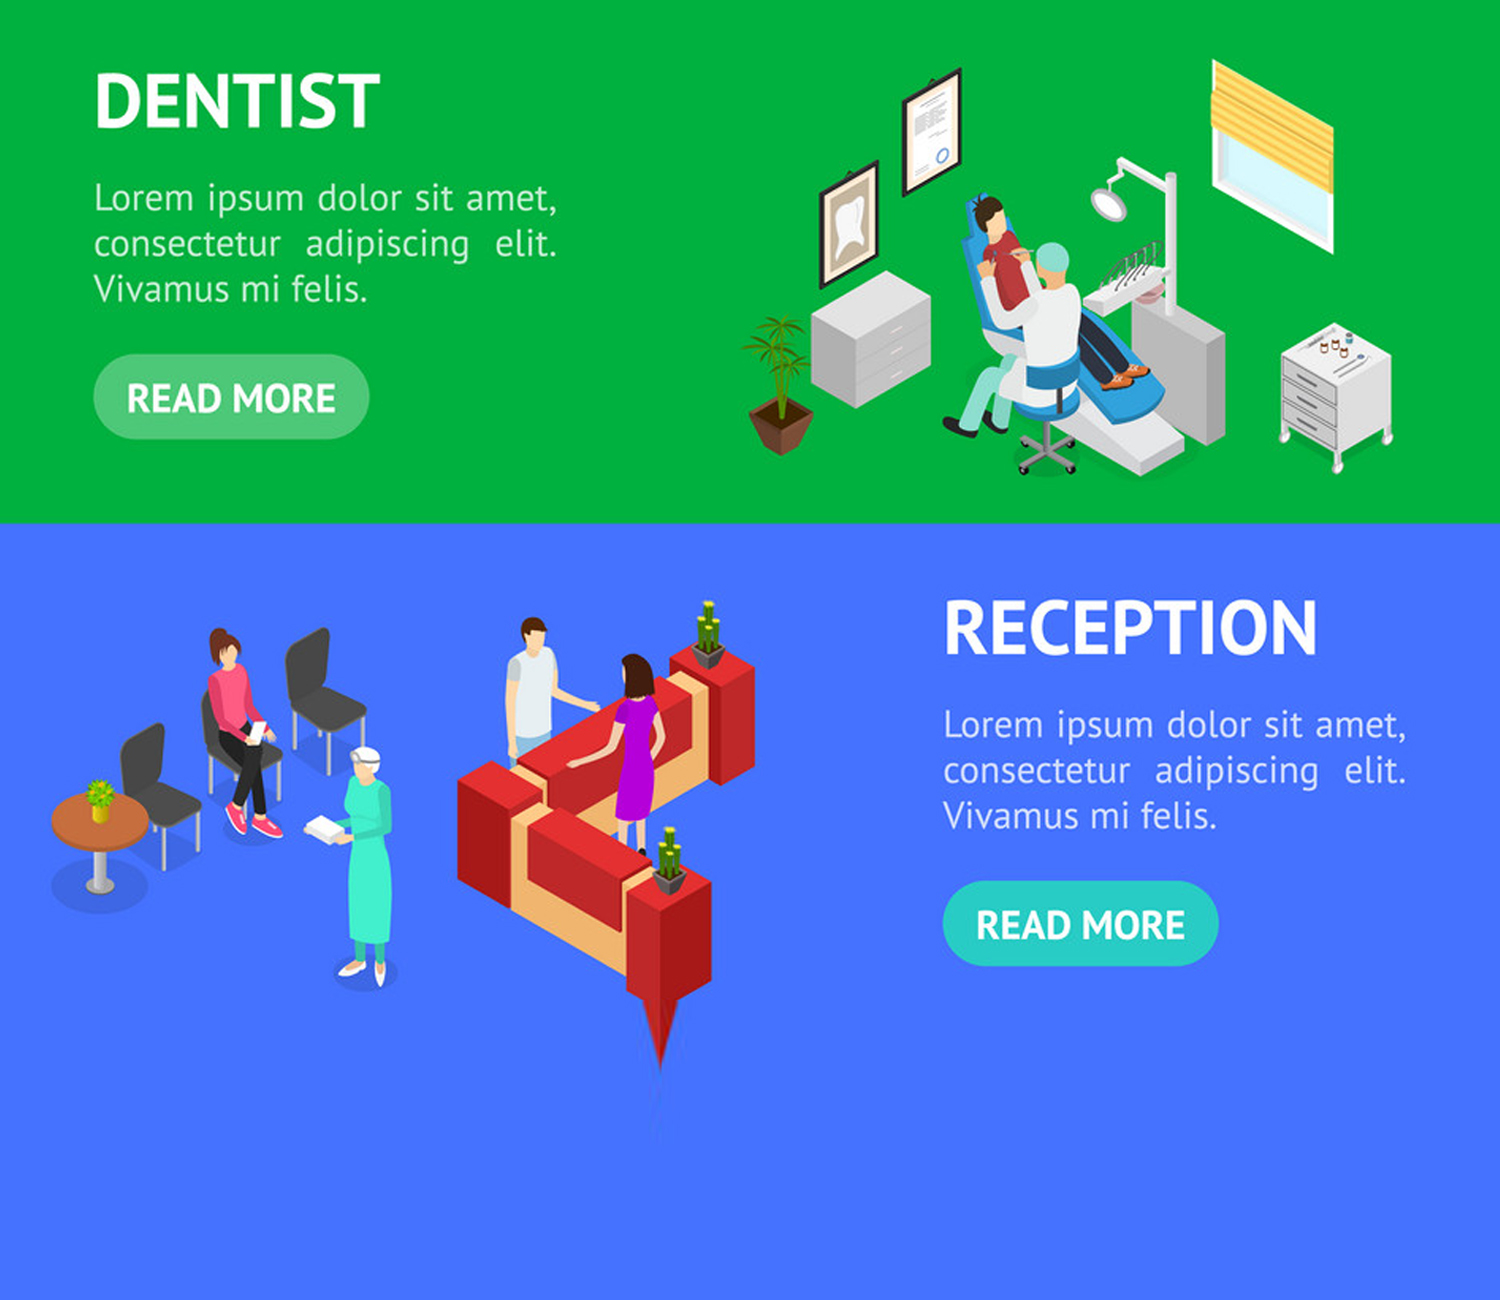 DENTIST
Lorem ipsum dolor sit amet,
consectetur adipiscing elit.
Vivamus mi felis.
READ MORE
RECEPTION
Lorem ipsum dolor sit amet,
consectetur adipiscing elit.
Vivamus mi felis.
READ MORE